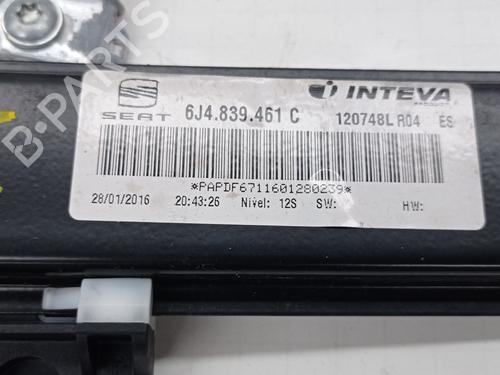 B-PARTS
SEAT
6J4.839.461 C
INTEVA
PRODUCTS
120748L R04 ES
*PAPDF6711601280239*
28/01/2016 20:43:26 Nivel: 12S SW: HW: